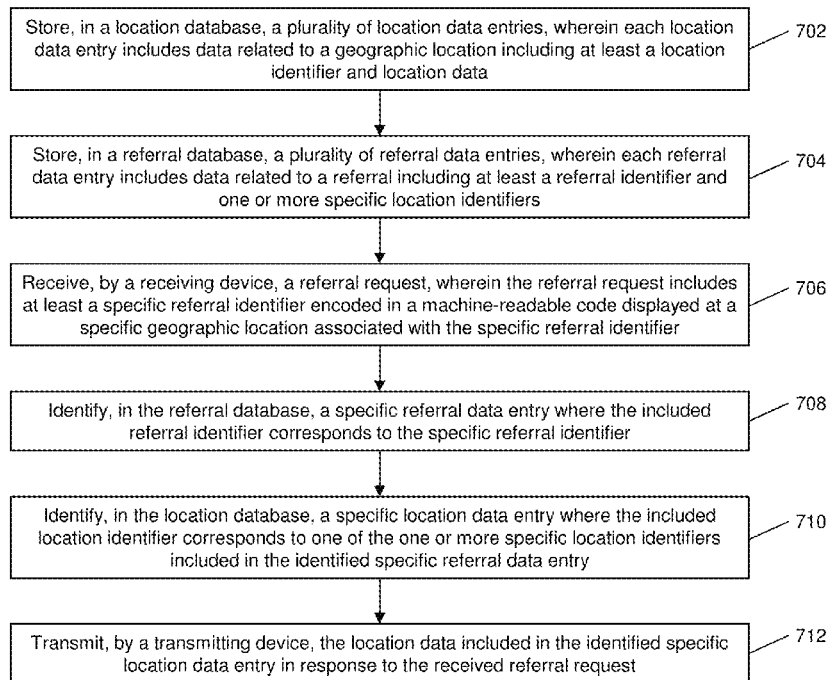 Store, in a location database, a plurality of location data entries, wherein each location
data entry includes data related to a geographic location including at least a location
identifier and location data
702
Store, in a referral database, a plurality of referral data entries, wherein each referral
data entry includes data related to a referral including at least a referral identifier and
one or more specific location identifiers
704
Receive, by a receiving device, a referral request, wherein the referral request includes
at least a specific referral identifier encoded in a machine-readable code displayed at a
specific geographic location associated with the specific referral identifier
706
Identify, in the referral database, a specific referral data entry where the included
referral identifier corresponds to the specific referral identifier
708
Identify, in the location database, a specific location data entry where the included
location identifier corresponds to one of the one or more specific location identifiers
included in the identified specific referral data entry
710
Transmit, by a transmitting device, the location data included in the identified specific
location data entry in response to the received referral request
712